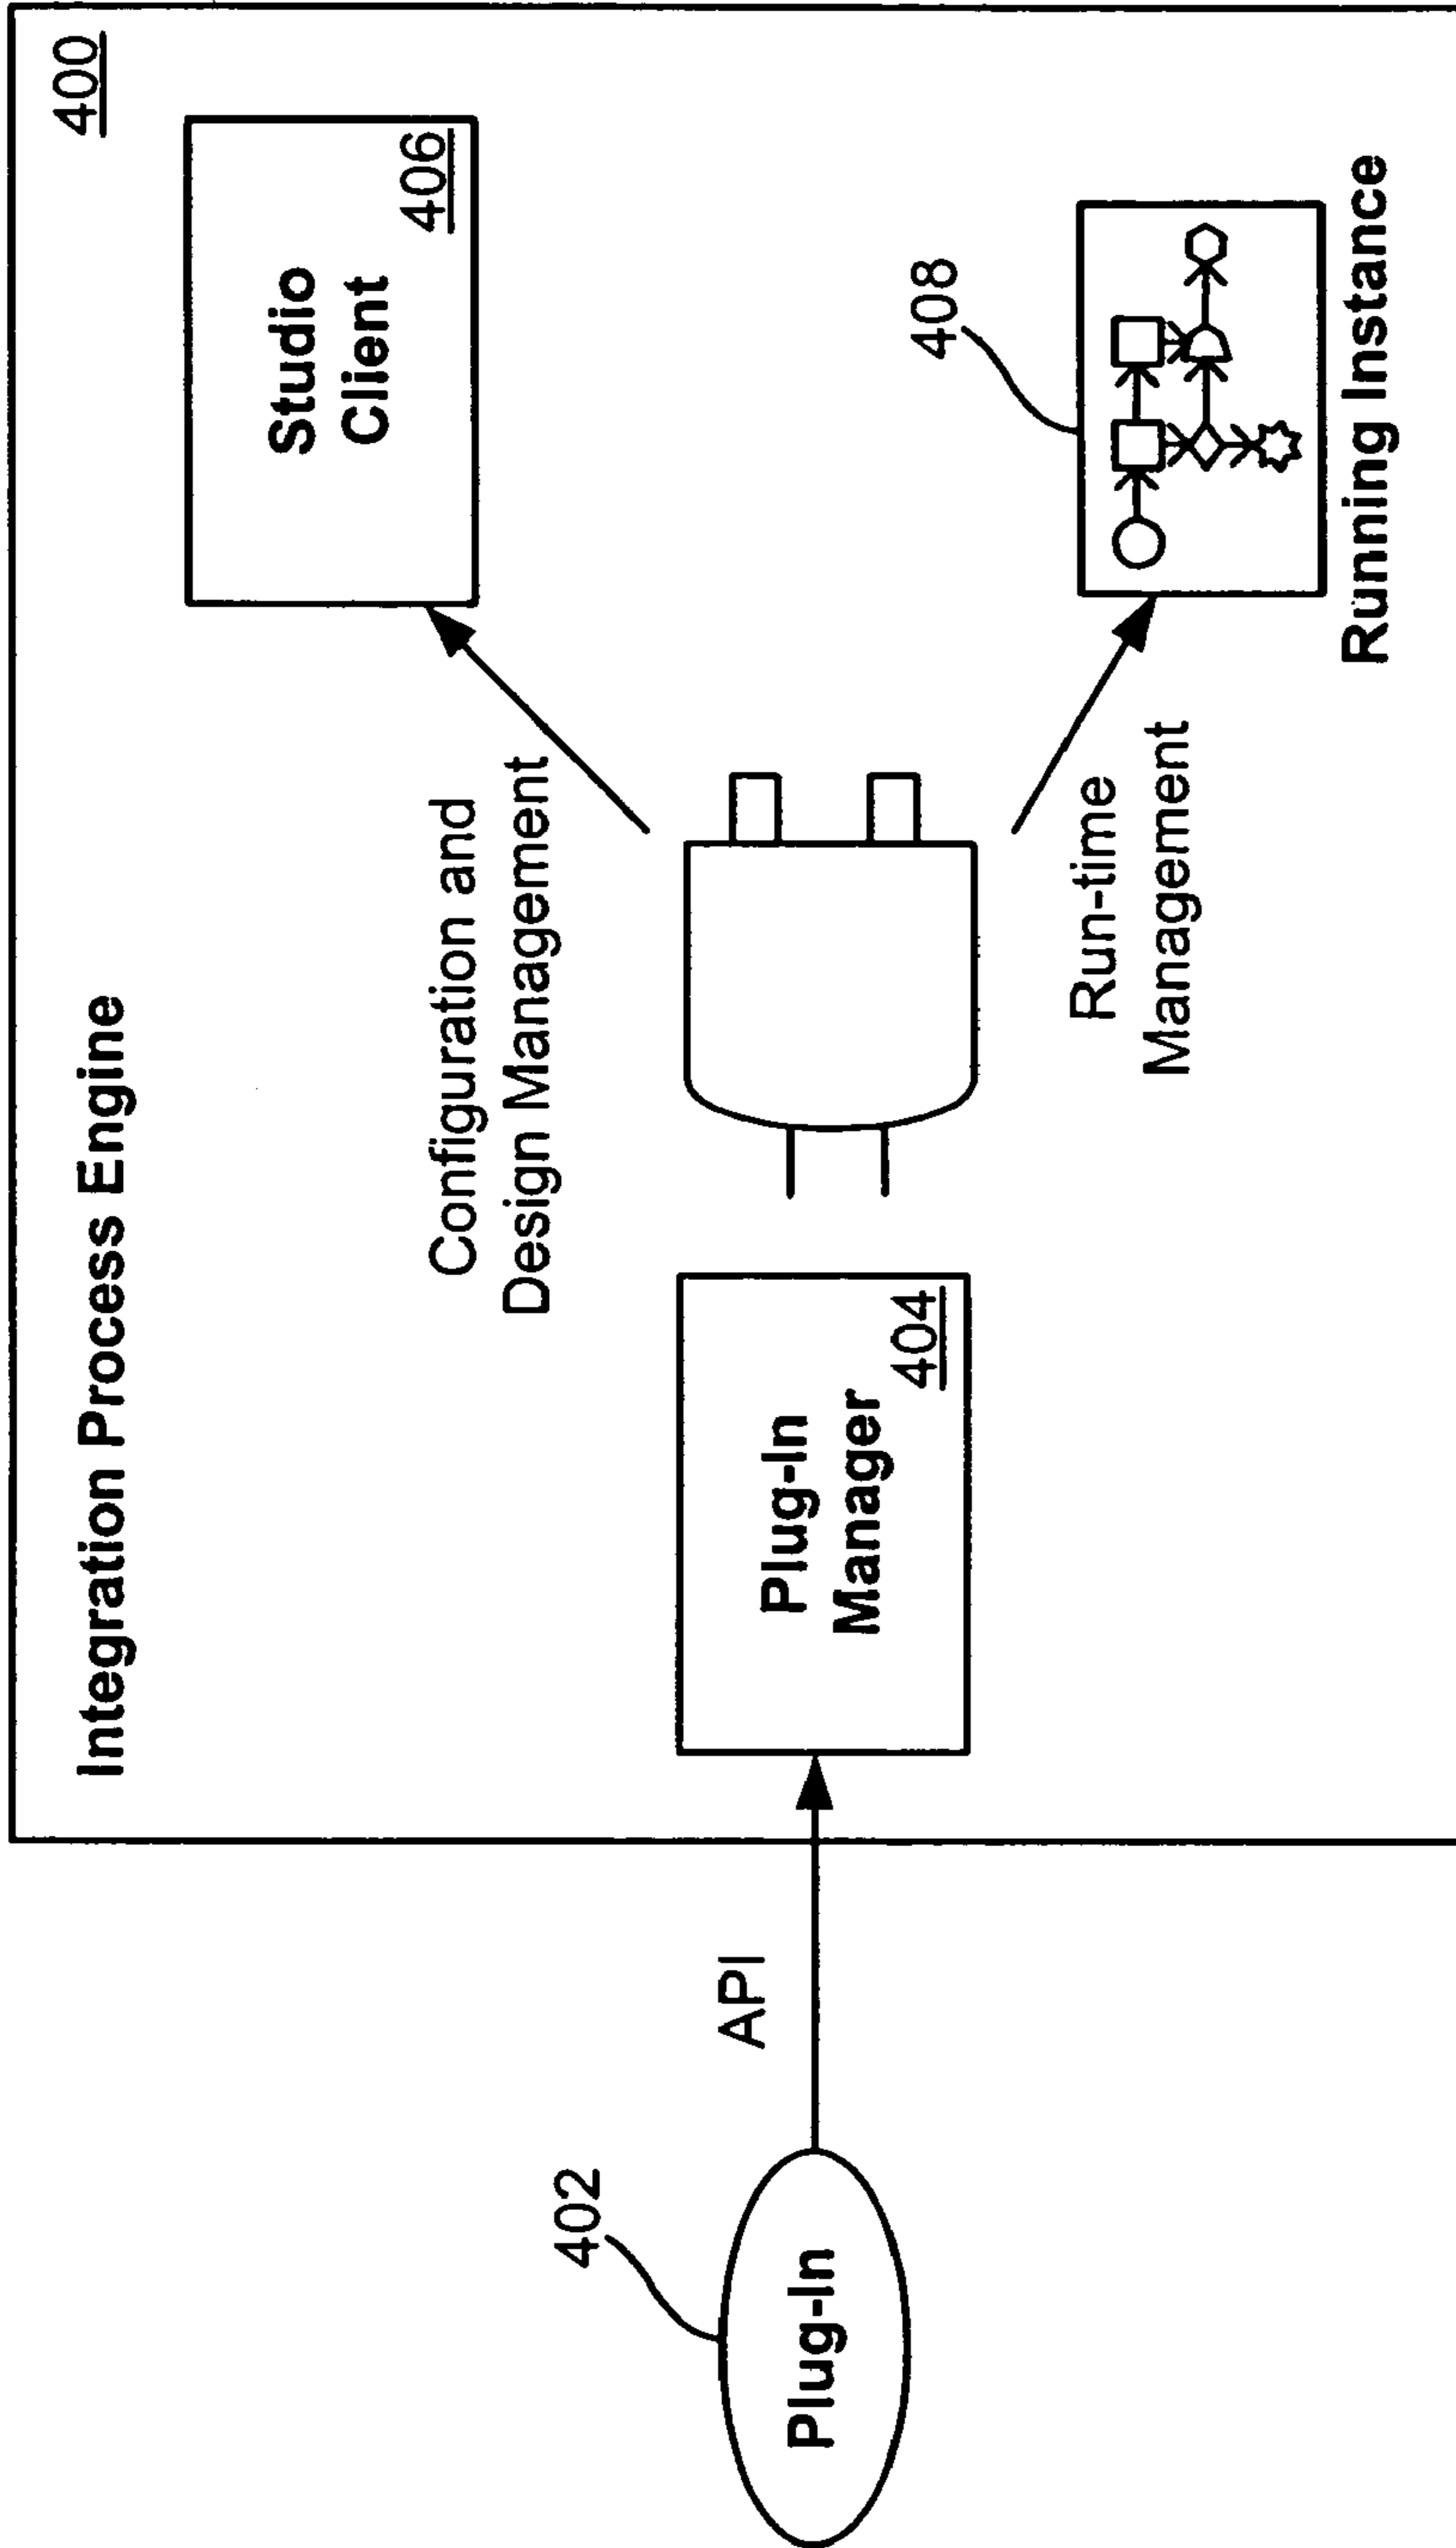 Integration Process Engine
400
402
Plug-In
API
Plug-In
Manager
404
Configuration and
Design Management
Studio
Client
406
Run-time
Management
408
Running Instance